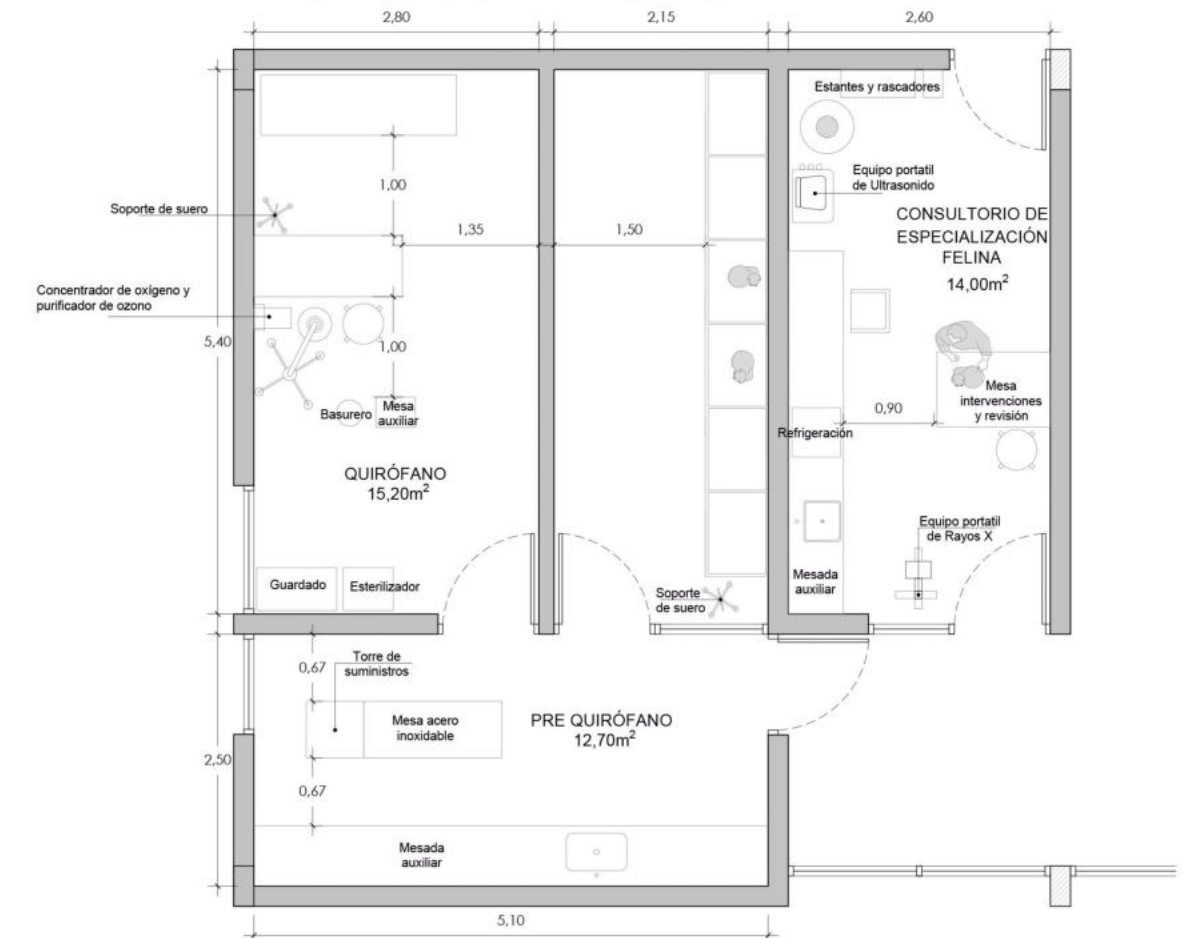 2,80
2,15
2,60
Estantes y rascadores
1,00
Equipo portatil
de Ultrasonido
Soporte de suero
1,35
1,50
CONSULTORIO DE
ESPECIALIZACIÓN
FELINA
14,00m²
Concentrador de oxígeno y
purificador de ozono
5,40
1,00
Basurero
Mesa
auxiliar
Mesa
intervenciones
y revisión
0,90
Refrigeración
QUIRÓFANO
15,20m²
Equipo portatil
de Rayos X
Guardado
Esterilizador
Soporte
de suero
Mesada
auxiliar
0,67
Torre de
suministros
Mesa acero
inoxidable
PRE QUIRÓFANO
12,70m²
2,50
0,67
Mesada
auxiliar
5,10